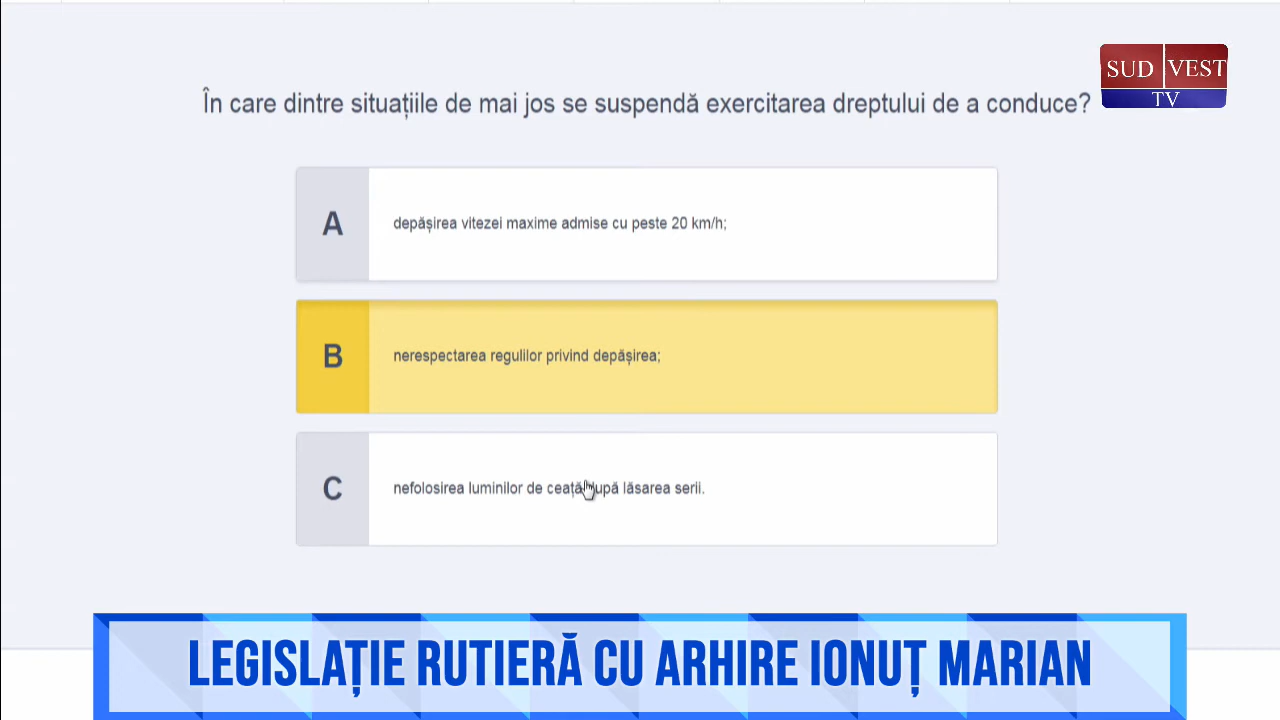 SUD VEST
TV
În care dintre situațiile de mai jos se suspendă exercitarea dreptului de a conduce?
A
depășirea vitezei maxime admise cu peste 20 km/h;
B
nerespectarea regulilor privind depășirea;
C
nefolosirea luminilor de ceață după lăsarea serii.
LEGISLAȚIE RUTIERĂ CU ARHIRE IONUȚ MARIAN